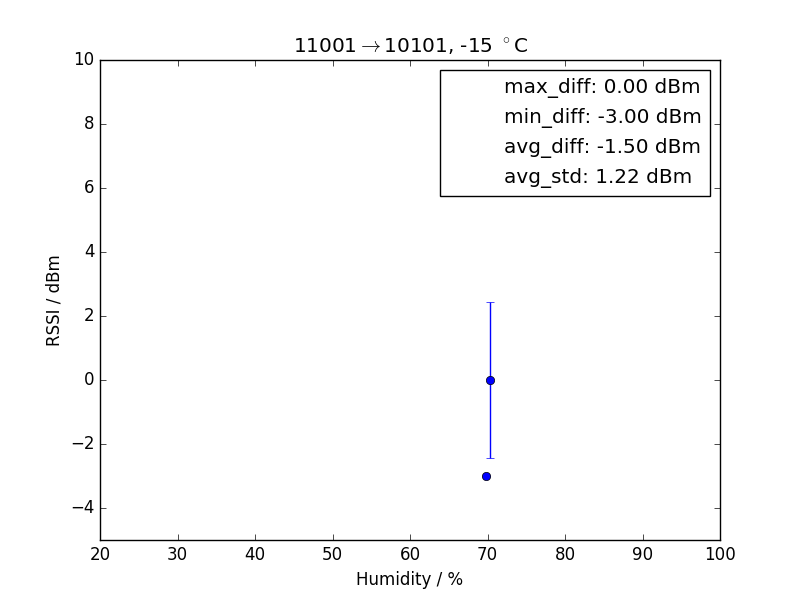 11001→10101, -15 °C
max_diff: 0.00 dBm
min_diff: -3.00 dBm
avg_diff: -1.50 dBm
avg_std: 1.22 dBm
RSSI / dBm
10
8
6
4
2
0
−2
−4
20 30 40 50 60 70 80 90 100
Humidity / %